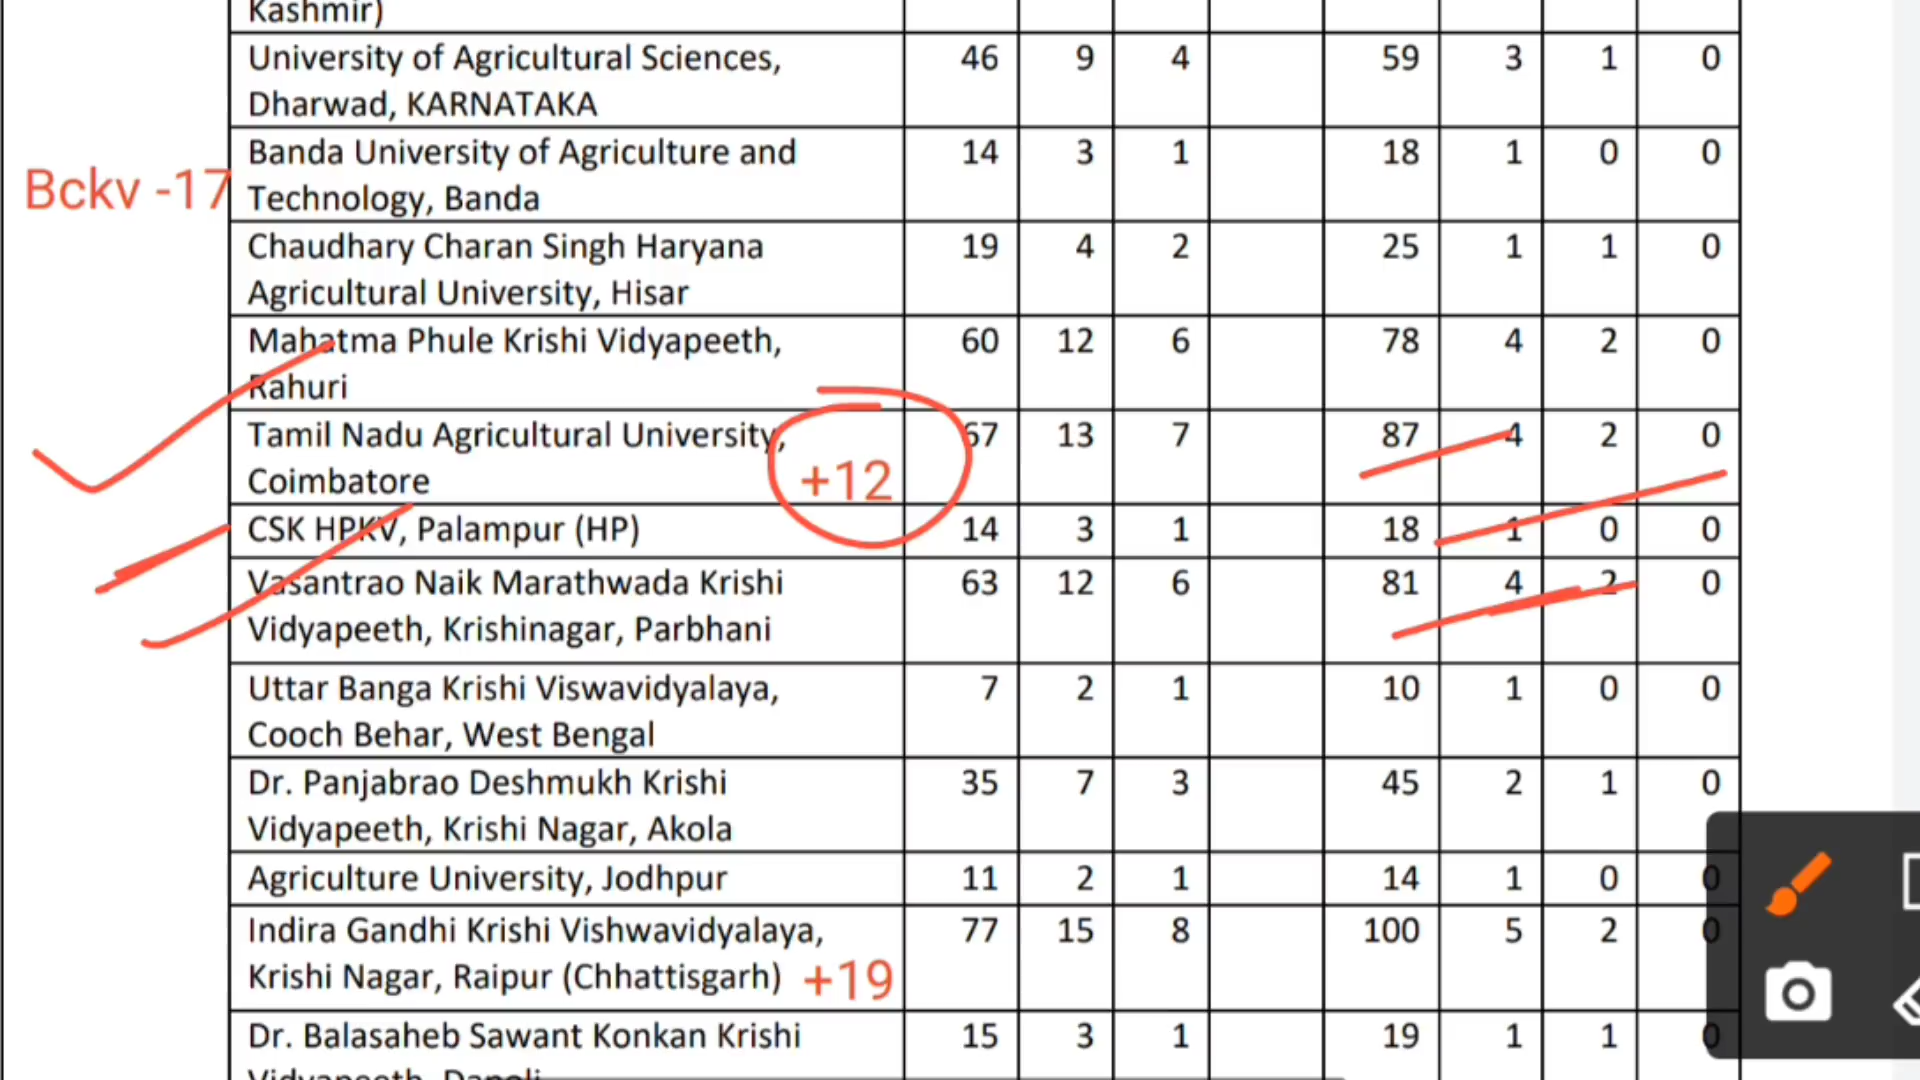 Kashmir)
University of Agricultural Sciences, 46 9 4 59 3 1 0
Dharwad, KARNATAKA
Banda University of Agriculture and 14 3 1 18 1 0 0
Bckv -17
Technology, Banda
Chaudhary Charan Singh Haryana 19 4 2 25 1 1 0
Agricultural University, Hisar
Mahatma Phule Krishi Vidyapeeth, 60 12 6 78 4 2 0
Rahuri
Tamil Nadu Agricultural University, 67 13 7 87 4 2 0
Coimbatore +12
CSK HPKV, Palampur (HP) 14 3 1 18 1 0 0
Vasantrao Naik Marathwada Krishi 63 12 6 81 4 2 0
Vidyapeeth, Krishinagar, Parbhani
Uttar Banga Krishi Viswavidyalaya, 7 2 1 10 1 0 0
Cooch Behar, West Bengal
Dr. Panjabrao Deshmukh Krishi 35 7 3 45 2 1 0
Vidyapeeth, Krishi Nagar, Akola
Agriculture University, Jodhpur 11 2 1 14 1 0 0
Indira Gandhi Krishi Vishwavidyalaya, 77 15 8 100 5 2 0
Krishi Nagar, Raipur (Chhattisgarh) +19
Dr. Balasaheb Sawant Konkan Krishi 15 3 1 19 1 1 0
Vidyapeeth, Dapoli